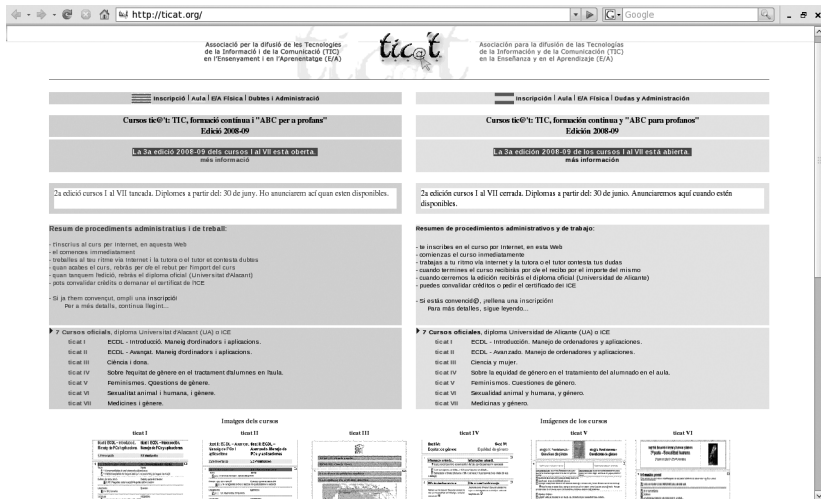 http://ticat.org/
Google
Associació per la difusió de les Tecnologies
de la Informació i de la Comunicació (TIC)
en l'Ensenyament i en l'Aprenentatge (E/A)
tic@t
Asociación para la difusión de las Tecnologías
de la Información y de la Comunicación (TIC)
en la Enseñanza y en el Aprendizaje (E/A)
Inscripció | Aula | E/A Física | Dubtes i Administració
Cursos tic@'t: TIC, formació contínua i "ABC per a profans"
Edició 2008-09
La 3a edició 2008-09 dels cursos I al VII està oberta.
més informació
2a edició cursos I al VII tancada. Diplomes a partir del: 30 de juny. Ho anunciarem ací quan esten disponibles.
Resum de procediments administratius i de treball:
- t'inscrius al curs per Internet, en aquesta Web
- el comences immediatament
- treballes al teu ritme via Internet i la tutora o el tutor et contesta dubtes
- quan acabes el curs, rebràs per c/e el rebut per l'import del curs
- quan tanquem l'edició, rebràs el diploma oficial (Universitat d'Alacant)
- pots convalidar crèdits o demanar el certificat de l'ICE
- Si ja t'hem convençut, ompli una inscripció!
Per a més detalls, continua llegint...
7 Cursos oficials, diploma Universitat d'Alacant (UA) o ICE
ticat I ECDL - Introducció. Maneig d'ordinadors i aplicacions.
ticat II ECDL - Avançat. Maneig d'ordinadors i aplicacions.
ticat III Ciència i dona.
ticat IV Sobre l'equitat de gènere en el tractament d'alumnes en l'aula.
ticat V Feminismes. Qüestions de gènere.
ticat VI Sexualitat animal i humana, i gènere.
ticat VII Medicines i gènere.
Inscripción | Aula | E/A Física | Dudas y Administración
Cursos tic@'t: TIC, formación continua y "ABC para profanos"
Edición 2008-09
La 3a edición 2008-09 de los cursos I al VII está abierta.
más información
2a edición cursos I al VII cerrada. Diplomas a partir del: 30 de junio. Anunciaremos aquí cuando estén
disponibles.
Resumen de procedimientos administrativos y de trabajo:
- te inscribes en el curso por Internet, en esta Web
- comienzas el curso inmediatamente
- trabajas a tu ritmo vía internet y la tutora o el tutor contesta tus dudas
- cuando termines el curso recibirás por c/e el recibo por el importe del mismo
- cuando cerremos la edición recibirás el diploma oficial (Universidad de Alicante)
- puedes convalidar créditos o pedir el certificado del ICE
- Si estás convencid@, ¡rellena una inscripción!
Para más detalles, sigue leyendo...
7 Cursos oficiales, diploma Universidad de Alicante (UA) o ICE
ticat I ECDL - Introducción. Manejo de ordenadores y aplicaciones.
ticat II ECDL - Avanzado. Manejo de ordenadores y aplicaciones.
ticat III Ciencia y mujer.
ticat IV Sobre la equidad de género en el tratamiento del alumnado en el aula.
ticat V Feminismos. Cuestiones de género.
ticat VI Sexualidad animal y humana, y género.
ticat VII Medicinas y género.
Imatges dels cursos
ticat I ticat II ticat III
Imágenes de los cursos
ticat IV ticat V ticat VI